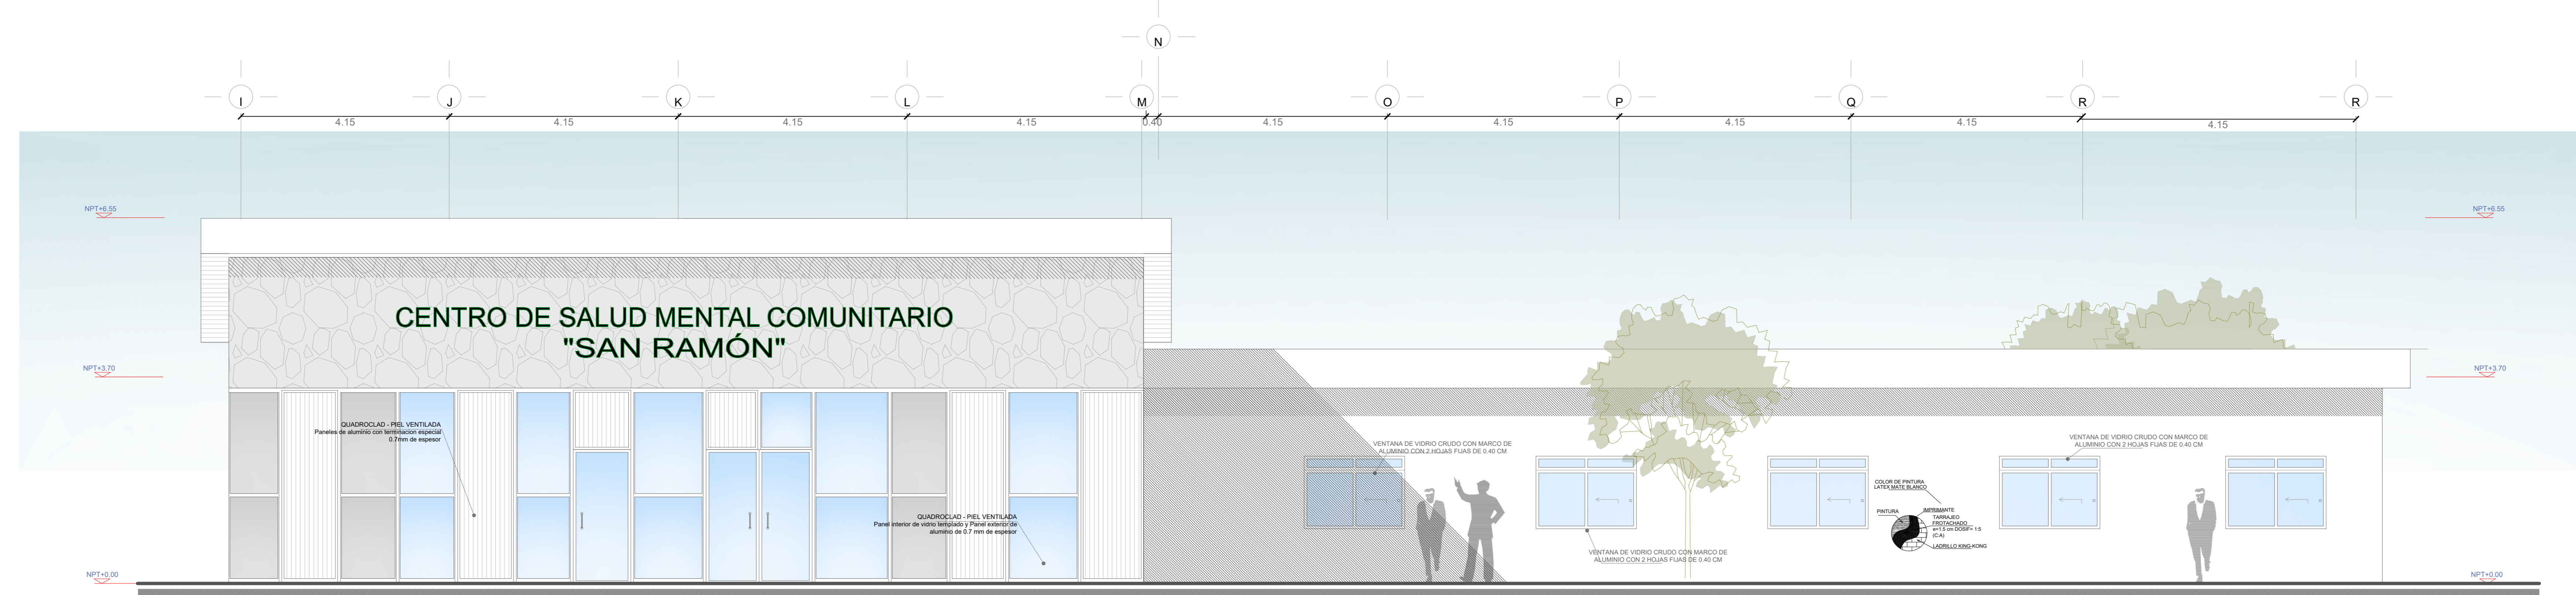 N
I
J
K
L
M
O
P
Q
R
R
4.15
4.15
4.15
4.15
0.40
4.15
4.15
4.15
4.15
4.15
NPT+6.55
NPT+6.55
CENTRO DE SALUD MENTAL COMUNITARIO
"SAN RAMÓN"
NPT+3.70
NPT+3.70
QUADROCLAD - PIEL VENTILADA
Paneles de aluminio con terminacion especial
0.7mm de espesor
VENTANA DE VIDRIO CRUDO CON MARCO DE
ALUMINIO CON 2 HOJAS FIJAS DE 0.40 CM
VENTANA DE VIDRIO CRUDO CON MARCO DE
ALUMINIO CON 2 HOJAS FIJAS DE 0.40 CM
COLOR DE PINTURA
LATEX MATE BLANCO
PINTURA
IMPRIMANTE
TARRAJEO
FROTACHADO
e=1.5 cm DOSIF= 1:5
(C:A)
LADRILLO KING-KONG
QUADROCLAD - PIEL VENTILADA
Panel interior de vidrio templado y Panel exterior de
aluminio de 0.7 mm de espesor
VENTANA DE VIDRIO CRUDO CON MARCO DE
ALUMINIO CON 2 HOJAS FIJAS DE 0.40 CM
NPT+0.00
NPT+0.00